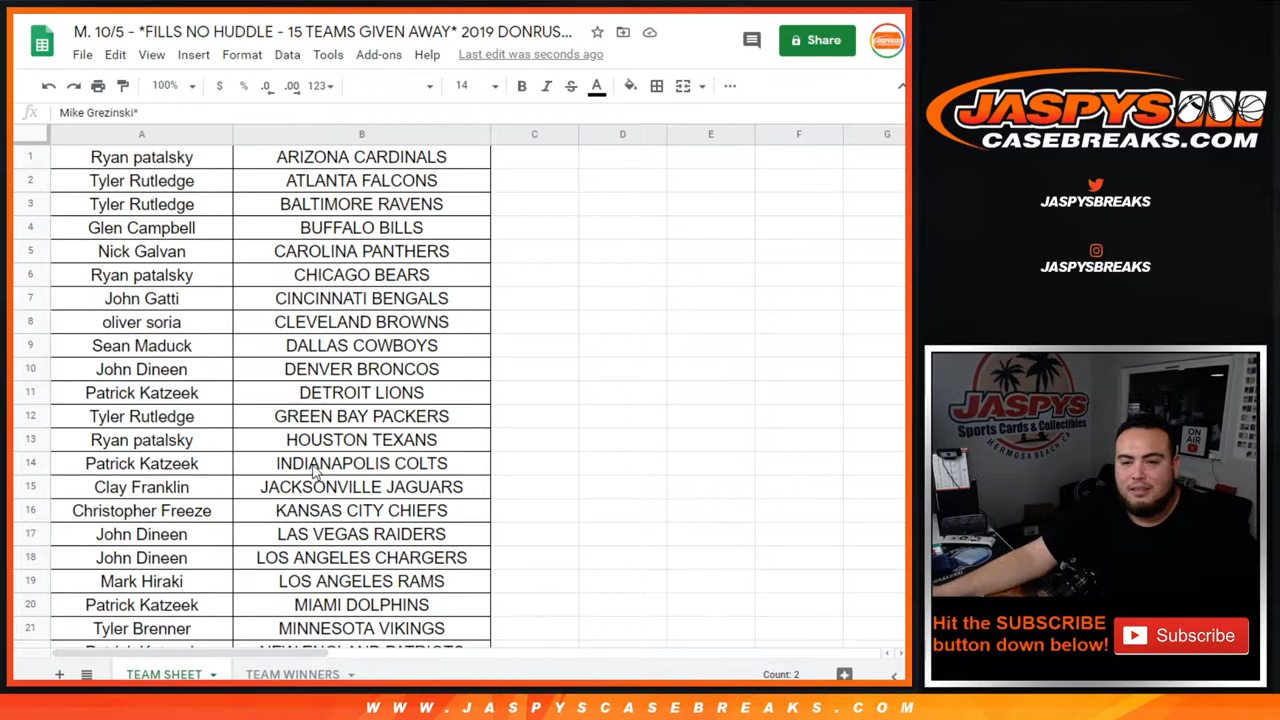 M. 10/5 - *FILLS NO HUDDLE - 15 TEAMS GIVEN AWAY* 2019 DONRUS...
File Edit View Insert Format Data Tools Add-ons Help Last edit was seconds ago
Share
100% $ % .0 .00 123 14 B I S A
fx Mike Grezinski*
A B C D E F G
1 Ryan patalsky ARIZONA CARDINALS
2 Tyler Rutledge ATLANTA FALCONS
3 Tyler Rutledge BALTIMORE RAVENS
4 Glen Campbell BUFFALO BILLS
5 Nick Galvan CAROLINA PANTHERS
6 Ryan patalsky CHICAGO BEARS
7 John Gatti CINCINNATI BENGALS
8 oliver soria CLEVELAND BROWNS
9 Sean Maduck DALLAS COWBOYS
10 John Dineen DENVER BRONCOS
11 Patrick Katzeek DETROIT LIONS
12 Tyler Rutledge GREEN BAY PACKERS
13 Ryan patalsky HOUSTON TEXANS
14 Patrick Katzeek INDIANAPOLIS COLTS
15 Clay Franklin JACKSONVILLE JAGUARS
16 Christopher Freeze KANSAS CITY CHIEFS
17 John Dineen LAS VEGAS RAIDERS
18 John Dineen LOS ANGELES CHARGERS
19 Mark Hiraki LOS ANGELES RAMS
20 Patrick Katzeek MIAMI DOLPHINS
21 Tyler Brenner MINNESOTA VIKINGS
Patrick Katzeek NEW ENGLAND PATRIOTS
TEAM SHEET TEAM WINNERS Count: 2
JASPYS
CASEBREAKS.COM
JASPYSBREAKS
JASPYSBREAKS
JASPYS
Sports Cards & Collectibles
HERMOSA BEACH, CA
ON AIR
Hit the SUBSCRIBE
button down below!
Subscribe
WWW.JASPYSCASEBREAKS.COM